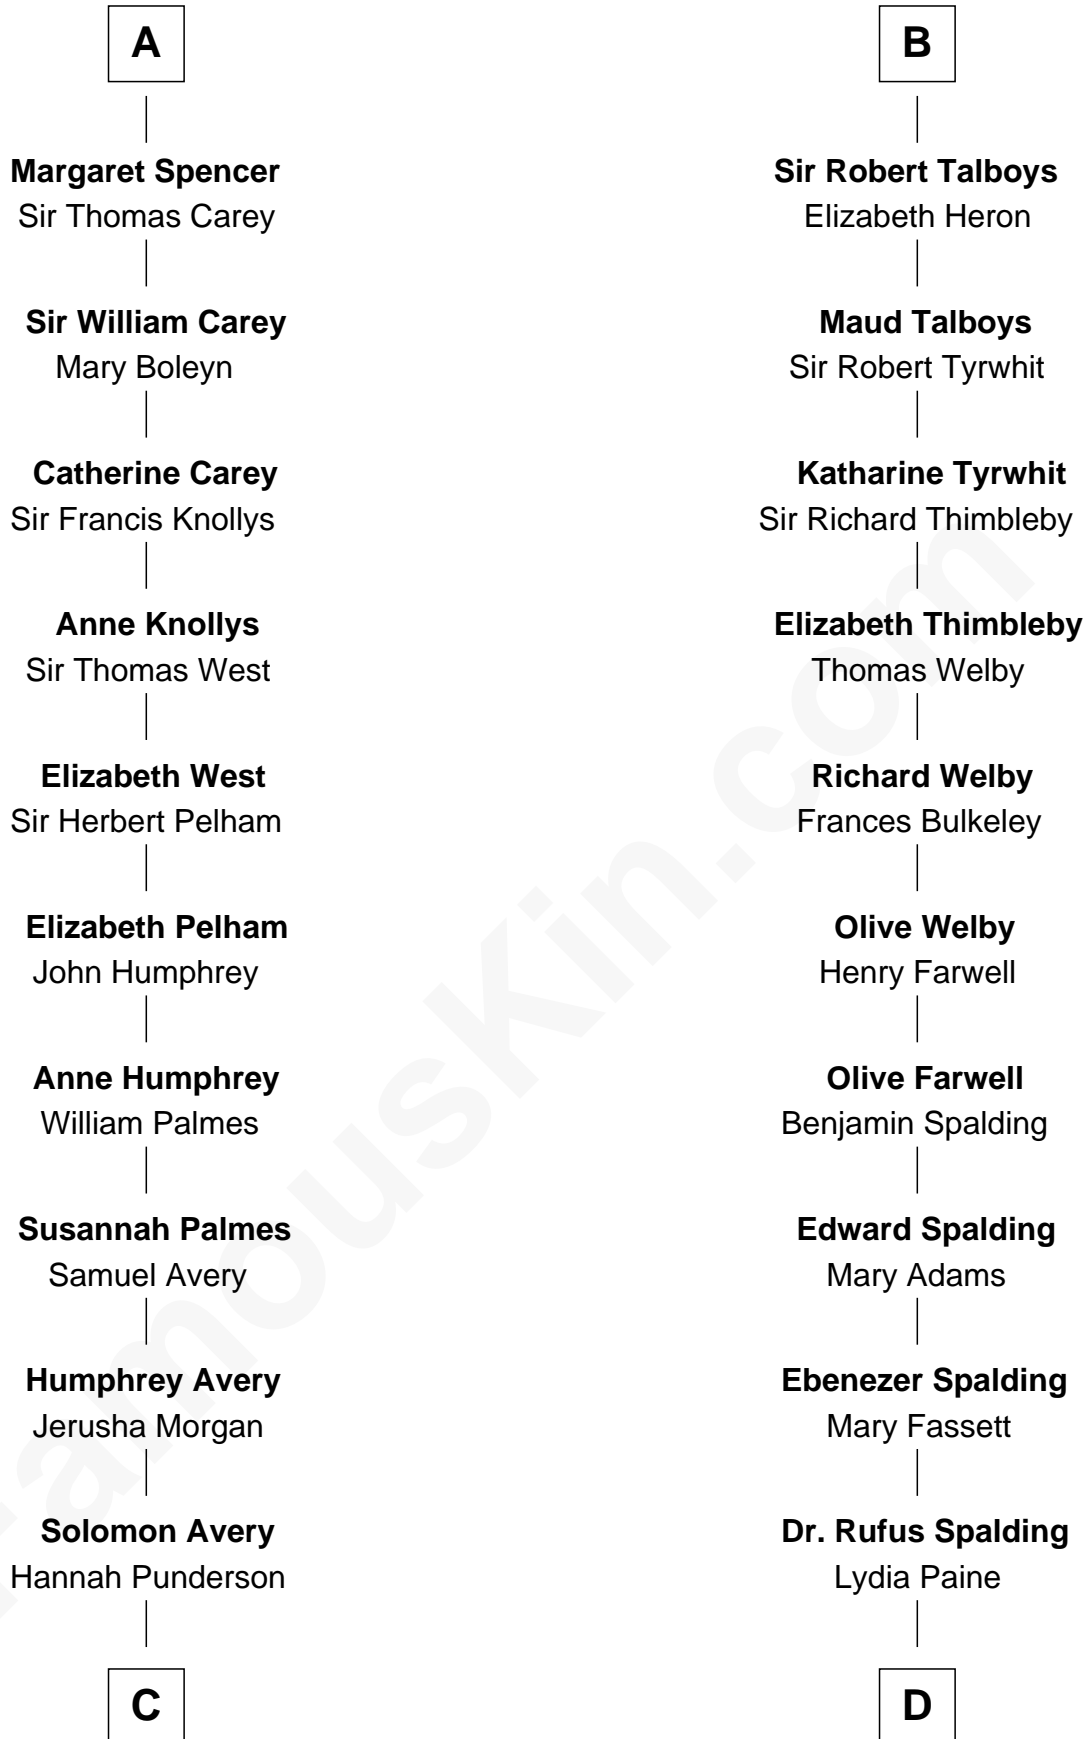 A
Margaret Spencer
Sir Thomas Carey
Sir William Carey
Mary Boleyn
Catherine Carey
Sir Francis Knollys
Anne Knollys
Sir Thomas West
Elizabeth West
Sir Herbert Pelham
Elizabeth Pelham
John Humphrey
Anne Humphrey
William Palmes
Susannah Palmes
Samuel Avery
Humphrey Avery
Jerusha Morgan
Solomon Avery
Hannah Punderson
C
B
Sir Robert Talboys
Elizabeth Heron
Maud Talboys
Sir Robert Tyrwhit
Katharine Tyrwhit
Sir Richard Thimbleby
Elizabeth Thimbleby
Thomas Welby
Richard Welby
Frances Bulkeley
Olive Welby
Henry Farwell
Olive Farwell
Benjamin Spalding
Edward Spalding
Mary Adams
Ebenezer Spalding
Mary Fassett
Dr. Rufus Spalding
Lydia Paine
D
FamousKin.com